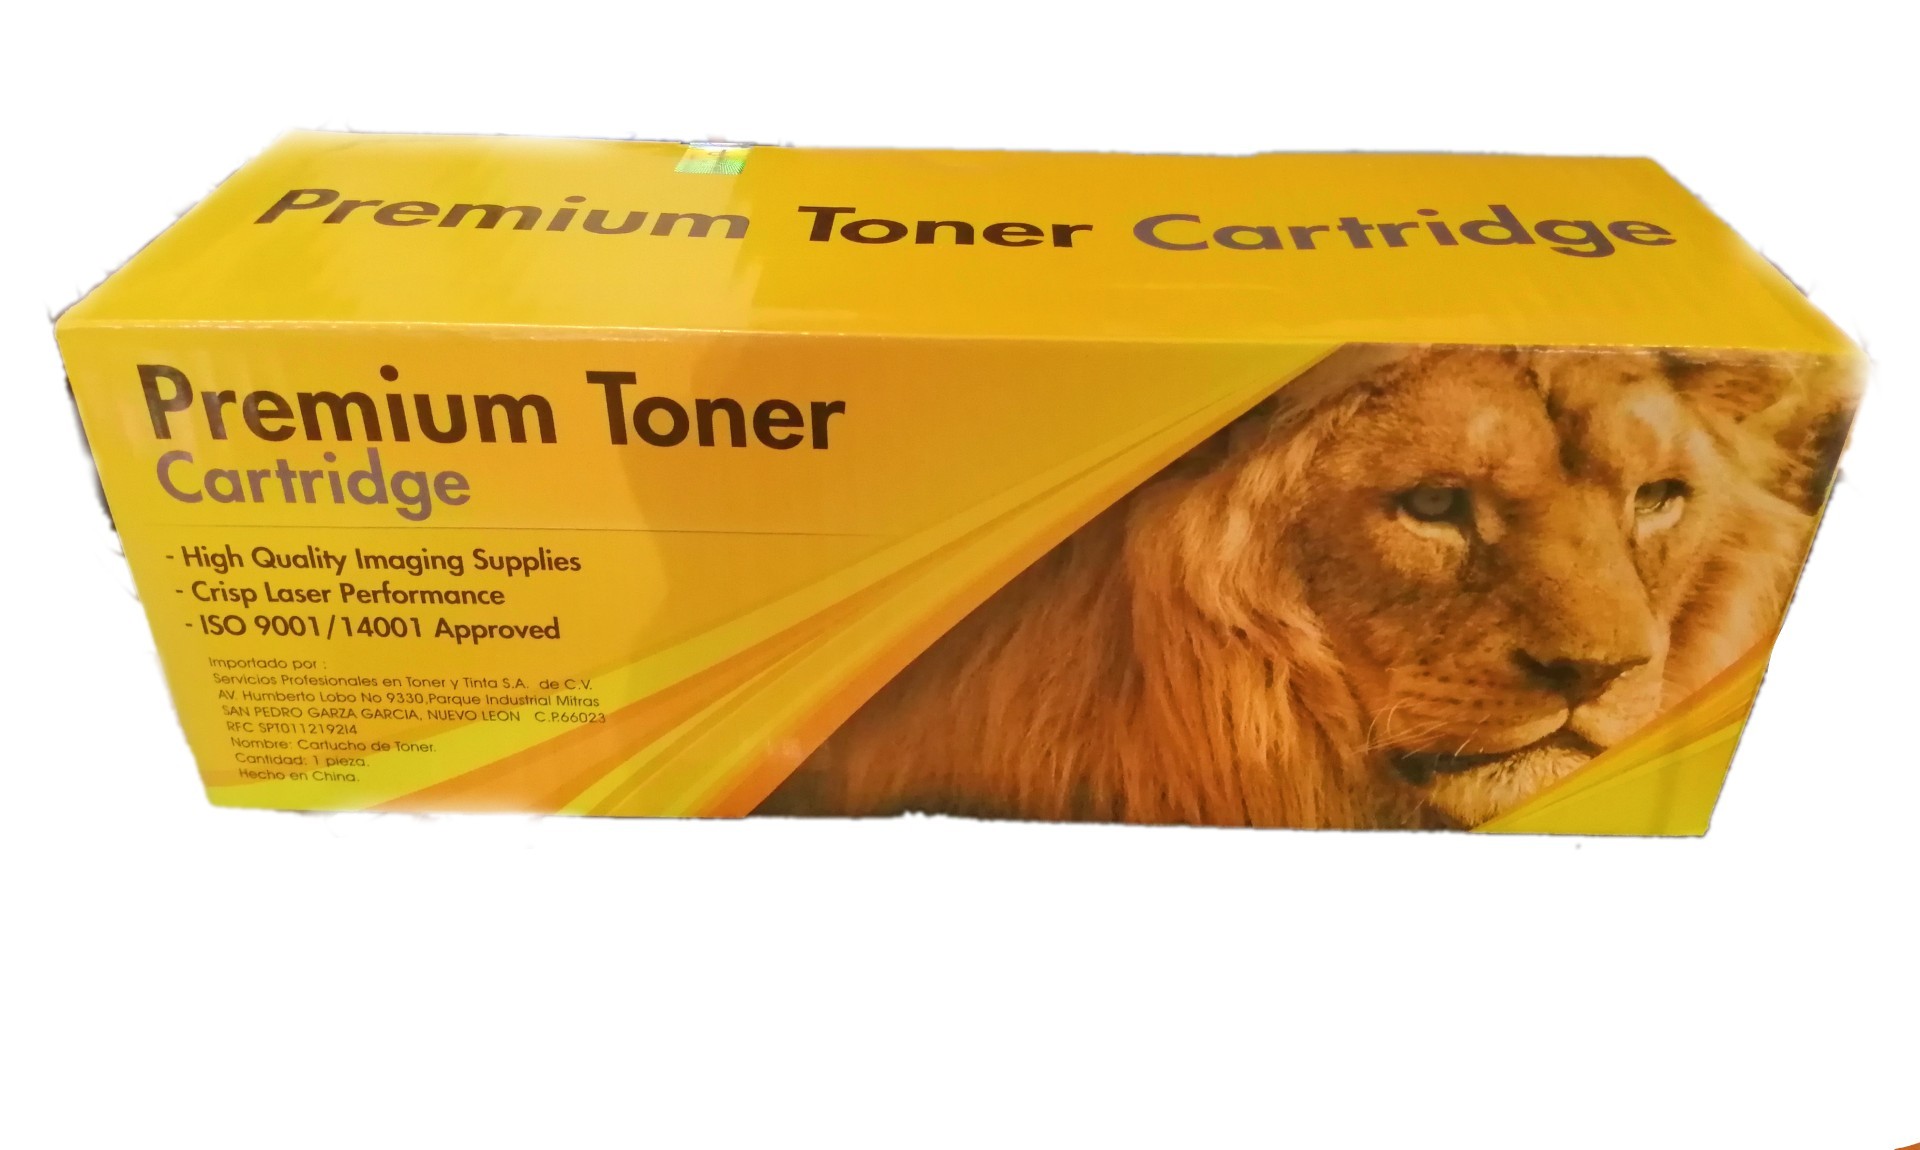 Premium Toner Cartridge
Premium Toner
Cartridge
- High Quality Imaging Supplies
- Crisp Laser Performance
- ISO 9001/14001 Approved
Importado por :
Servicios Profesionales en Toner y Tinta S.A. de C.V.
AV. Humberto Lobo No 9330,Parque Industrial Mitras
SAN PEDRO GARZA GARCIA, NUEVO LEON C.P.66023
RFC SPT0112192I4
Nombre: Cartucho de Toner.
Cantidad: 1 pieza.
Hecho en China.